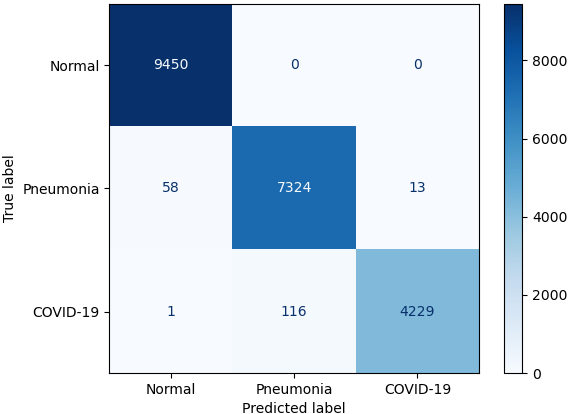 Normal 9450 0 0
Pneumonia 58 7324 13
COVID-19 1 116 4229
Normal Pneumonia COVID-19
Predicted label
True label
8000
6000
4000
2000
0